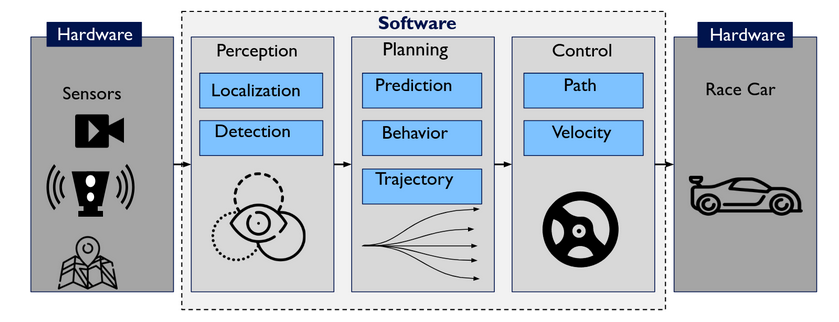 Software
Hardware
Sensors
Perception
Localization
Detection
Planning
Prediction
Behavior
Trajectory
Control
Path
Velocity
Hardware
Race Car